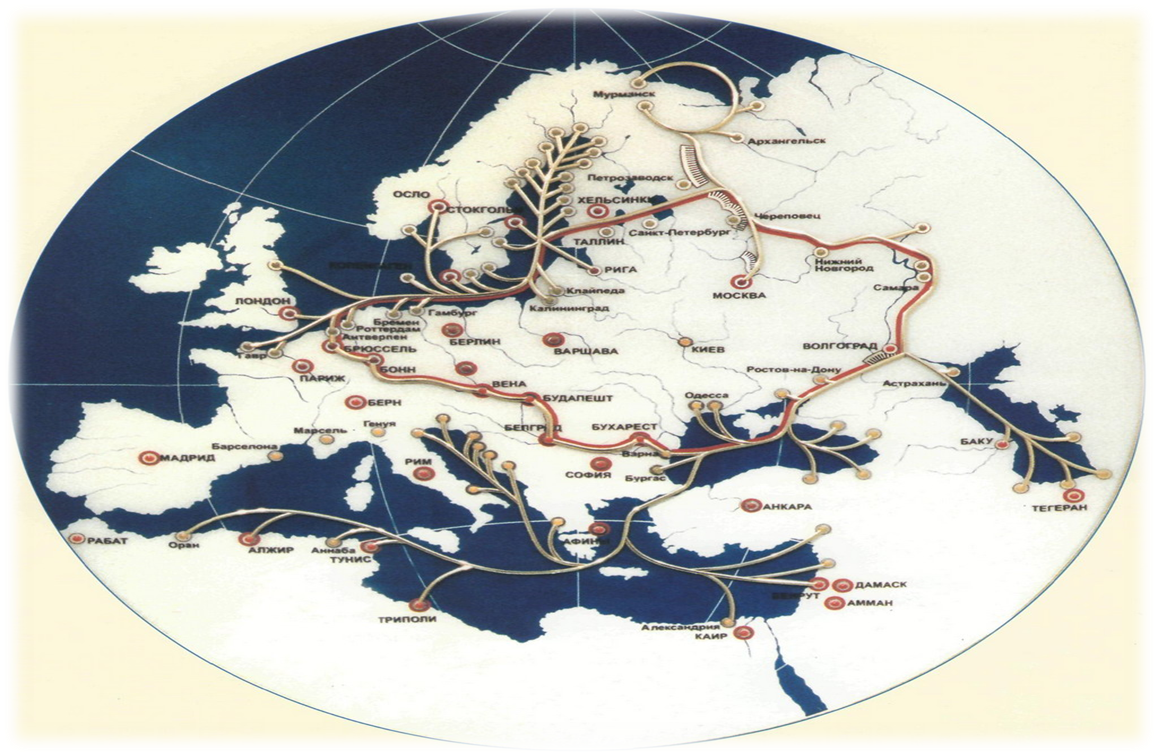 Мурманск
Архангельск
Петрозаводск
ОСЛО
СТОКГОЛЬ
ХЕЛЬСИНКИ
Череповец
Санкт-Петербург
ТАЛЛИН
КОПЕНГАГЕН
РИГА
Нижний
Новгород
Самара
МОСКВА
Клайпеда
ЛОНДОН
Калининград
Гамбург
Бремен
Роттердам
Антверпен
БЕРЛИН
ВАРШАВА
КИЕВ
ВОЛГОГРАД
Гавр
БРЮССЕЛЬ
БОНН
ПАРИЖ
Ростов-на-Дону
Астрахань
ВЕНА
Одесса
БЕРН
БУДАПЕШТ
Генуя
Марсель
БЕЛГРАД
БУХАРЕСТ
Барселона
БАКУ
МАДРИД
Варна
РИМ
СОФИЯ
Бургас
АНКАРА
ТЕГЕРАН
РАБАТ
Оран
АЛЖИР
Аннаба
ТУНИС
АФИНЫ
БЕЙРУТ
ДАМАСК
АММАН
ТРИПОЛИ
Александрия
КАИР